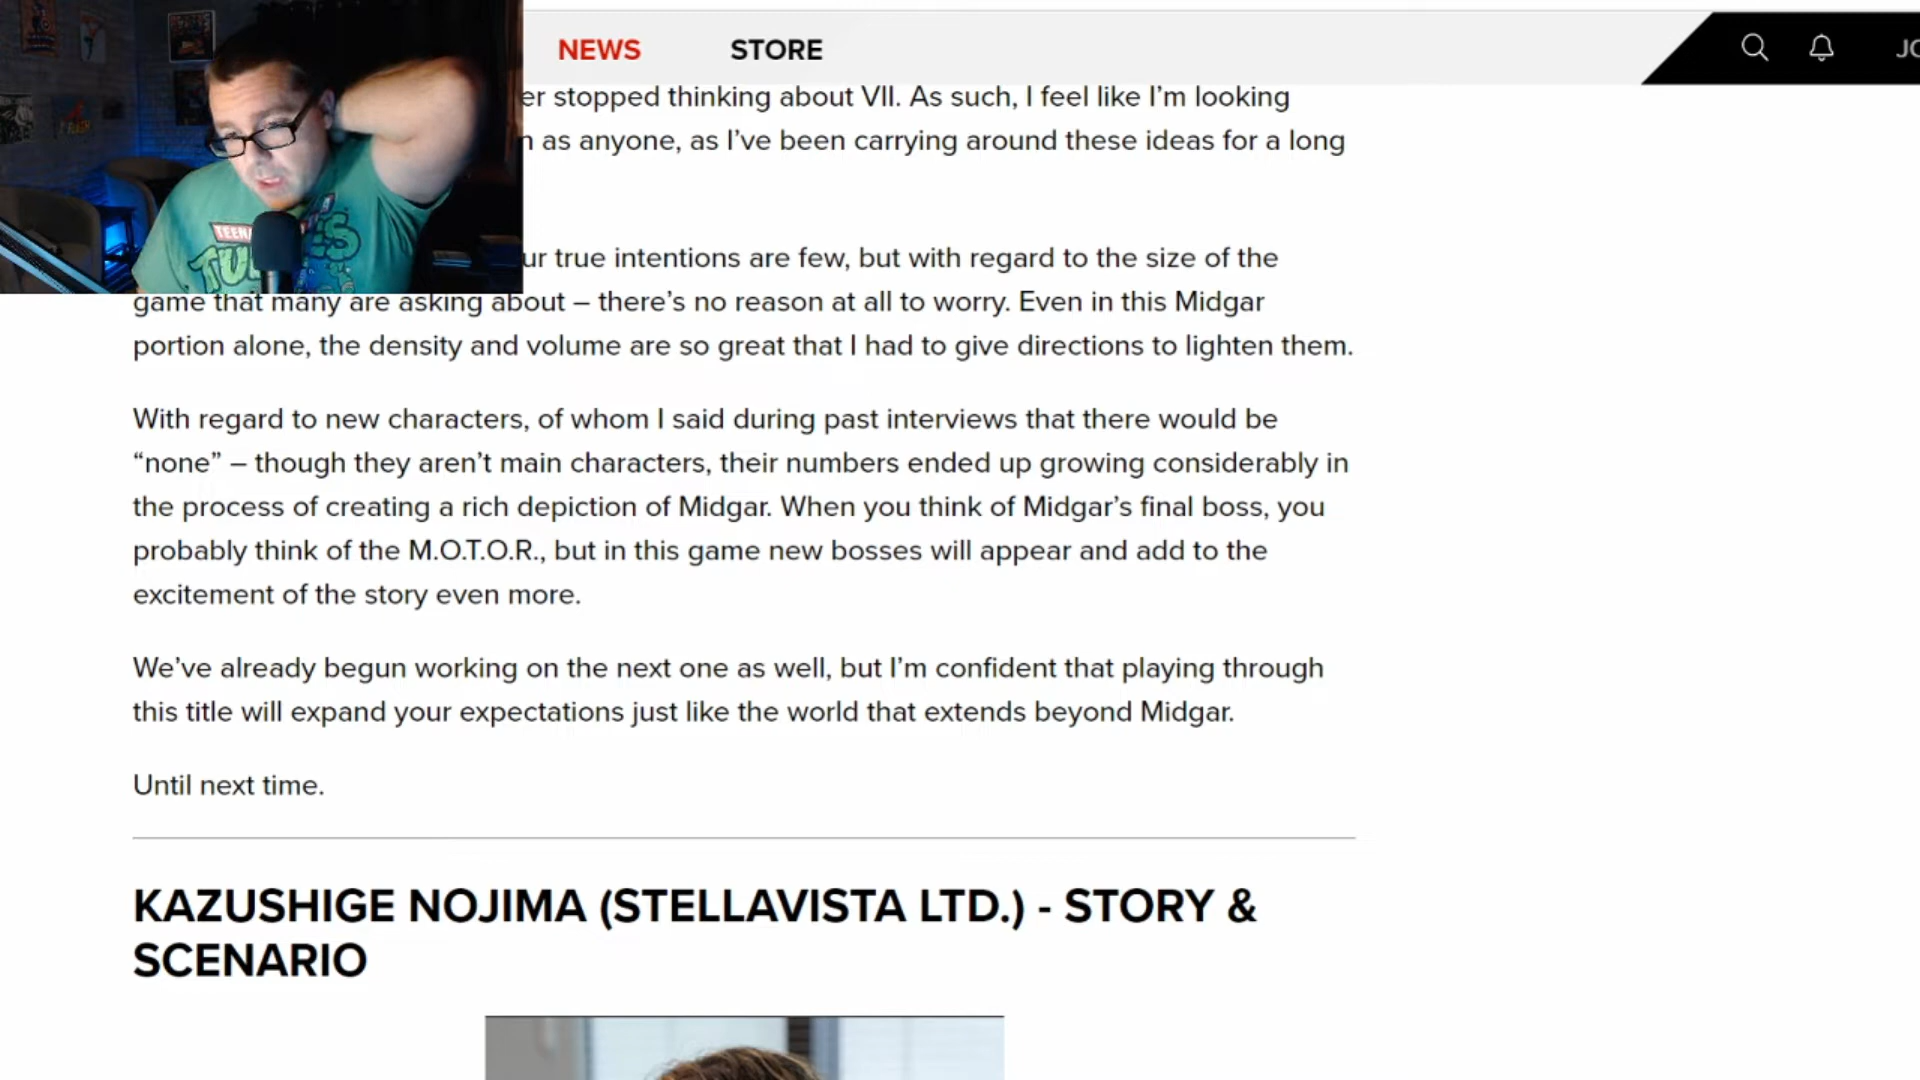 NEWS
STORE
er stopped thinking about VII. As such, I feel like I’m looking
as anyone, as I’ve been carrying around these ideas for a long
ur true intentions are few, but with regard to the size of the
game that many are asking about – there’s no reason at all to worry. Even in this Midgar
portion alone, the density and volume are so great that I had to give directions to lighten them.
With regard to new characters, of whom I said during past interviews that there would be
“none” – though they aren’t main characters, their numbers ended up growing considerably in
the process of creating a rich depiction of Midgar. When you think of Midgar’s final boss, you
probably think of the M.O.T.O.R., but in this game new bosses will appear and add to the
excitement of the story even more.
We’ve already begun working on the next one as well, but I’m confident that playing through
this title will expand your expectations just like the world that extends beyond Midgar.
Until next time.
KAZUSHIGE NOJIMA (STELLAVISTA LTD.) - STORY &
SCENARIO